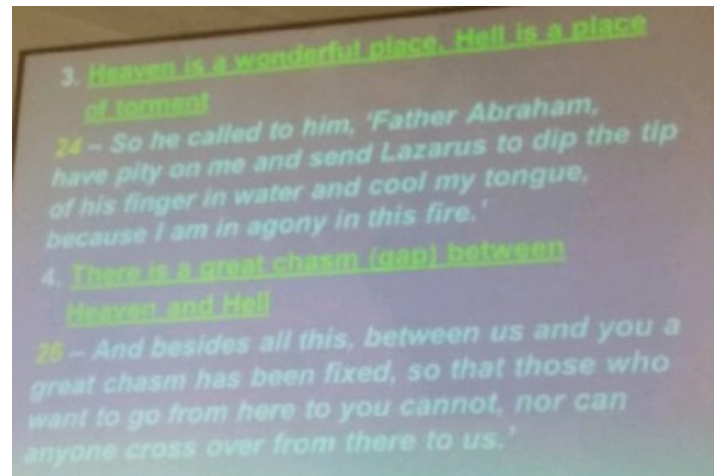 3. Heaven is a wonderful place, Hell is a place
of torment
24 – So he called to him, ‘Father Abraham,
have pity on me and send Lazarus to dip the tip
of his finger in water and cool my tongue,
because I am in agony in this fire.’
4. There is a great chasm (gap) between
Heaven and Hell
26 – And besides all this, between us and you a
great chasm has been fixed, so that those who
want to go from here to you cannot, nor can
anyone cross over from there to us.’